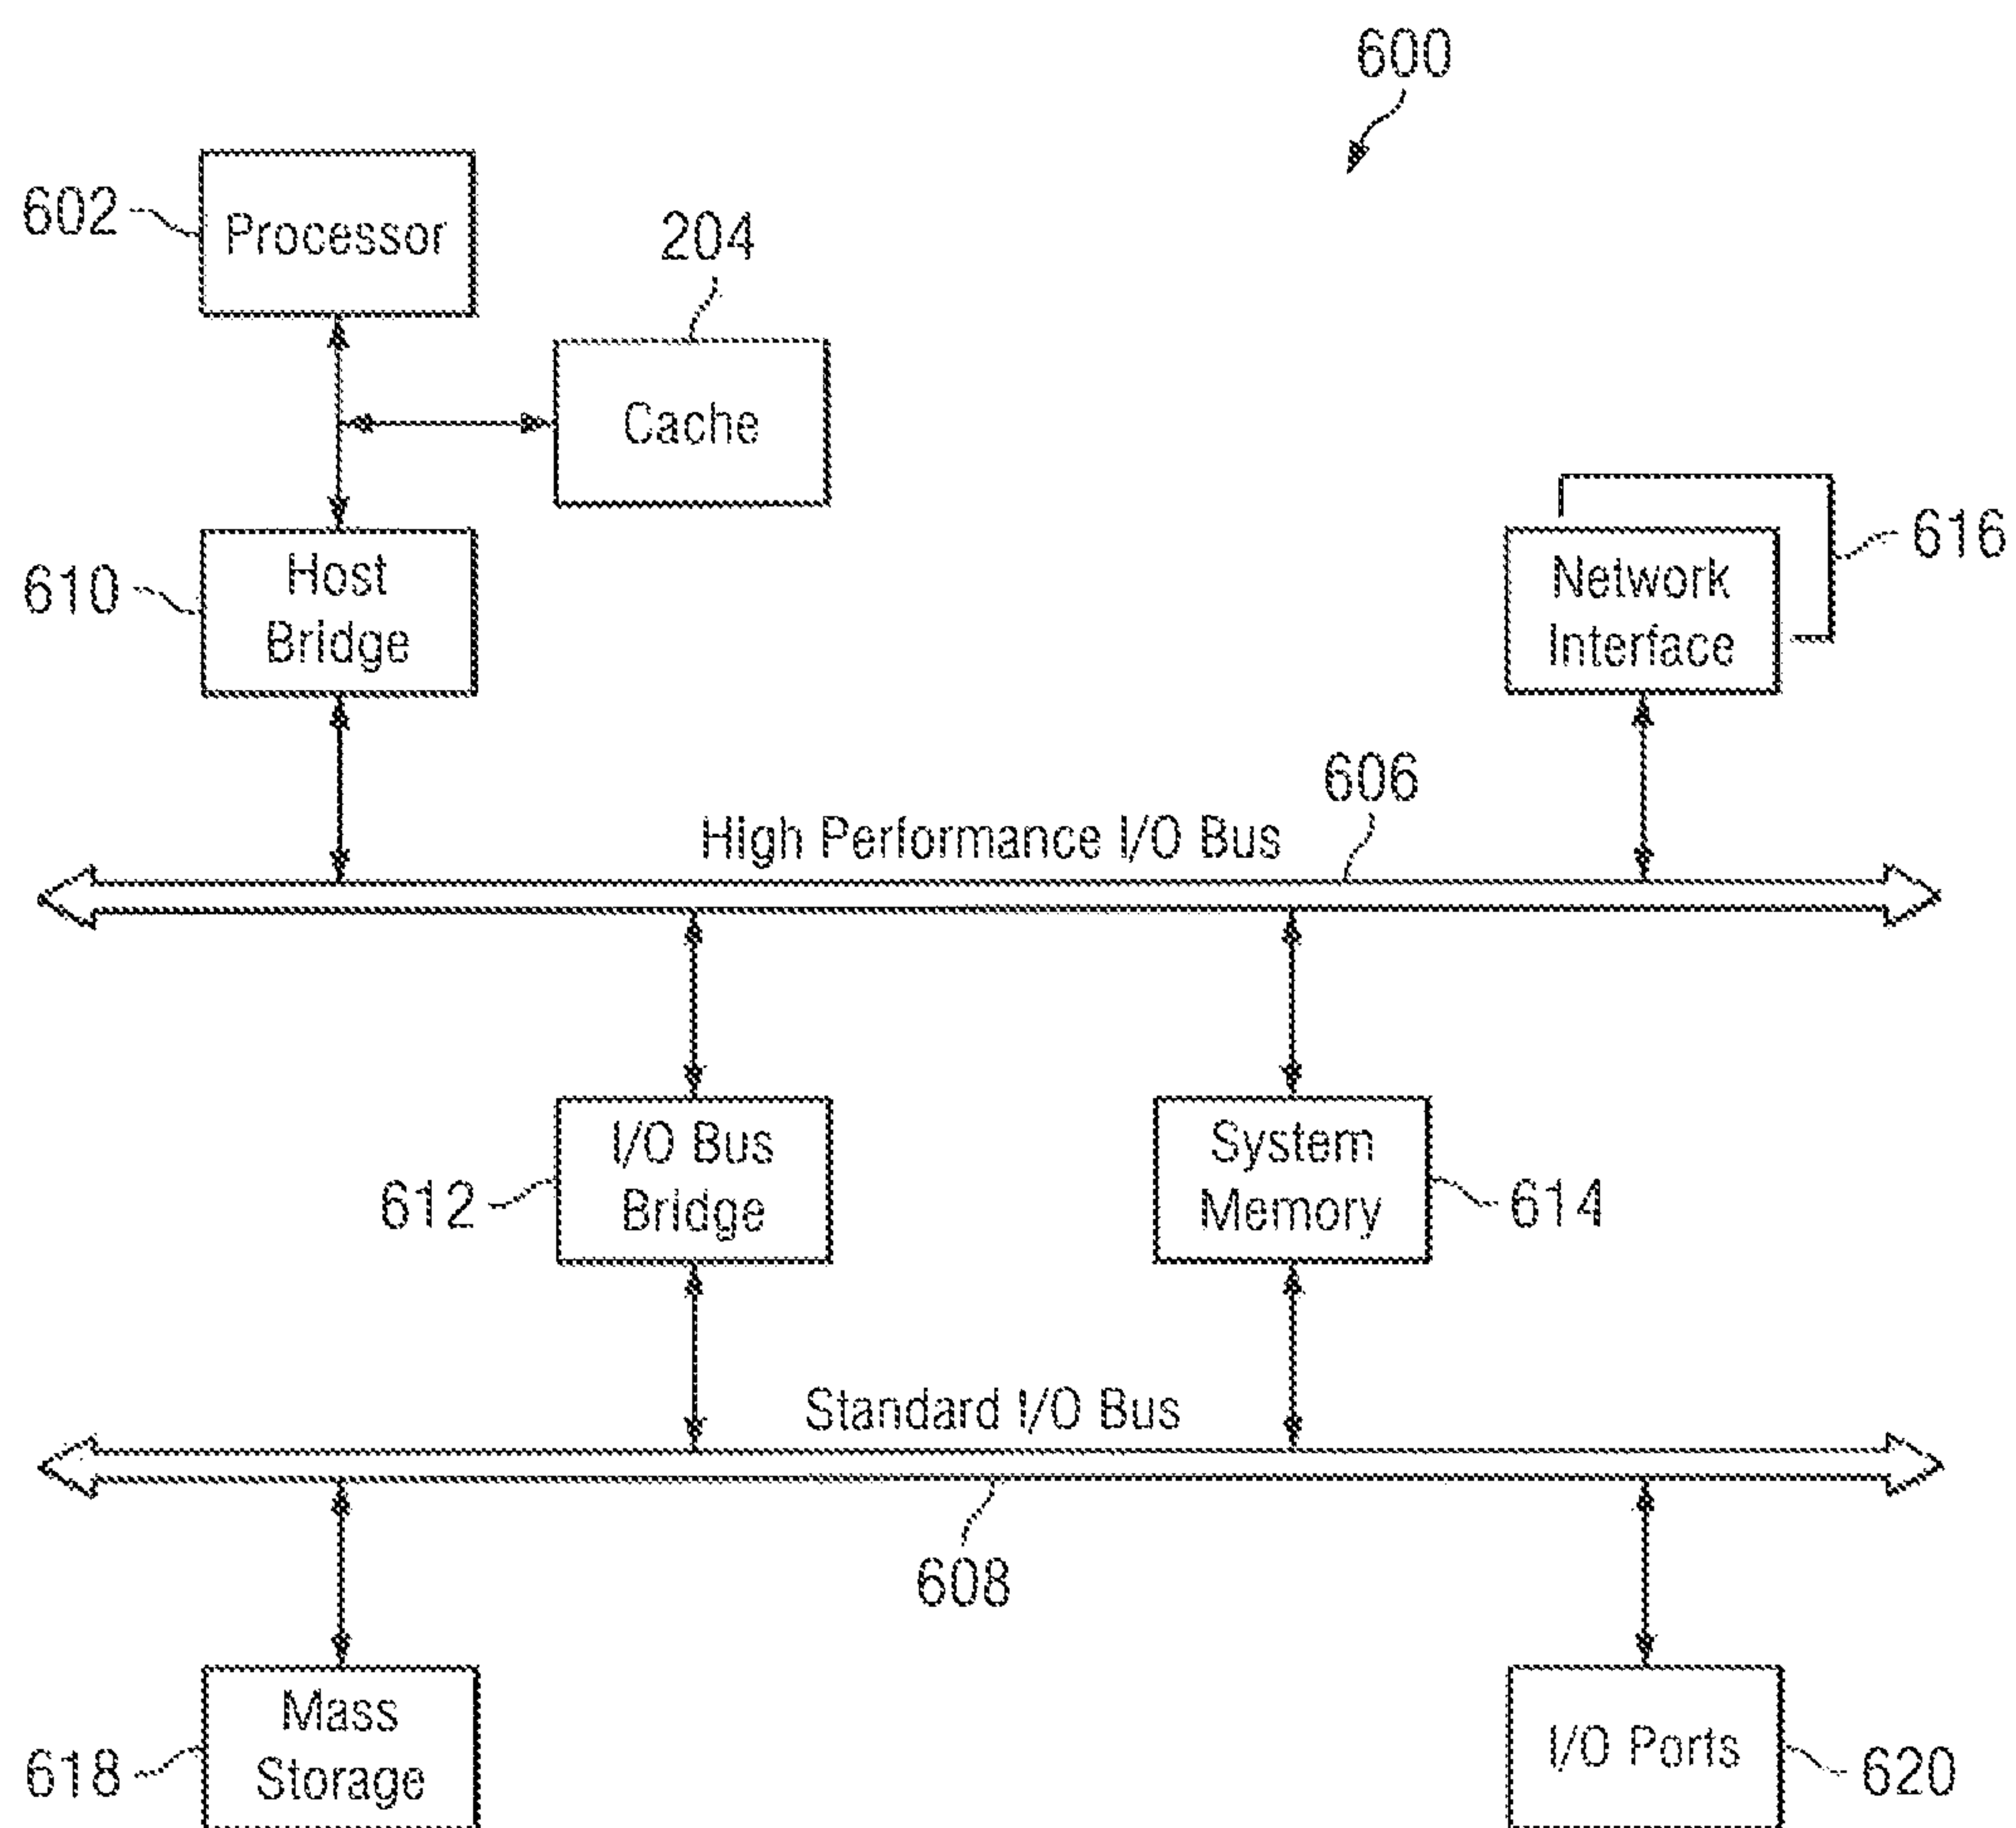 600
602
Processor
204
Cache
610
Host
Bridge
616
Network
Interface
606
High Performance I/O Bus
612
I/O Bus
Bridge
System
Memory
614
Standard I/O Bus
608
618
Mass
Storage
I/O Ports
620